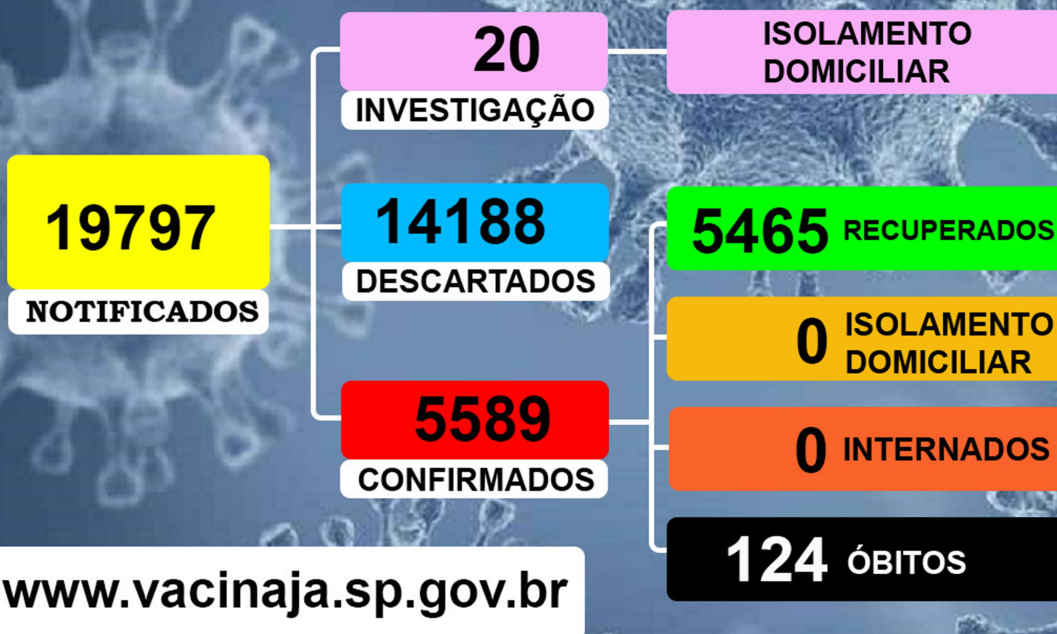 19797
NOTIFICADOS
20
INVESTIGAÇÃO
ISOLAMENTO
DOMICILIAR
14188
DESCARTADOS
5589
CONFIRMADOS
5465 RECUPERADOS
0 ISOLAMENTO
DOMICILIAR
0 INTERNADOS
124 ÓBITOS
www.vacinaja.sp.gov.br